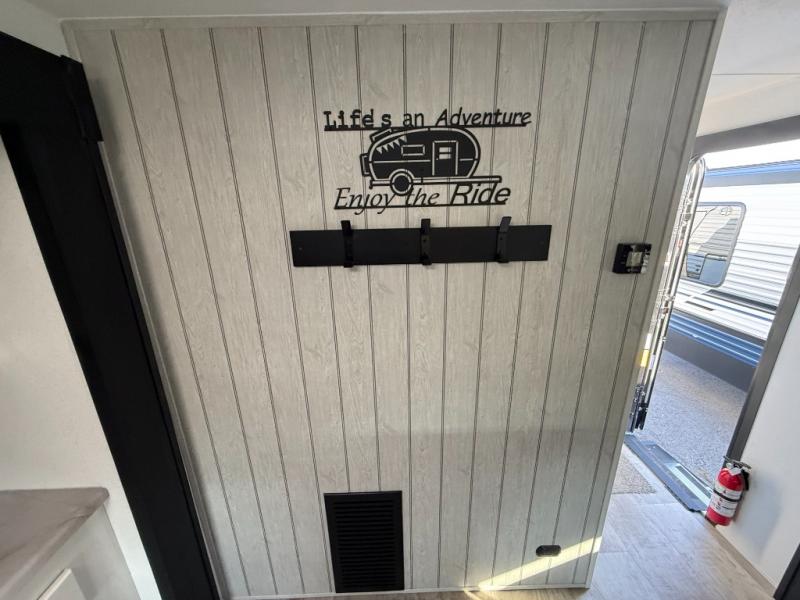 Life's an Adventure
Enjoy the Ride